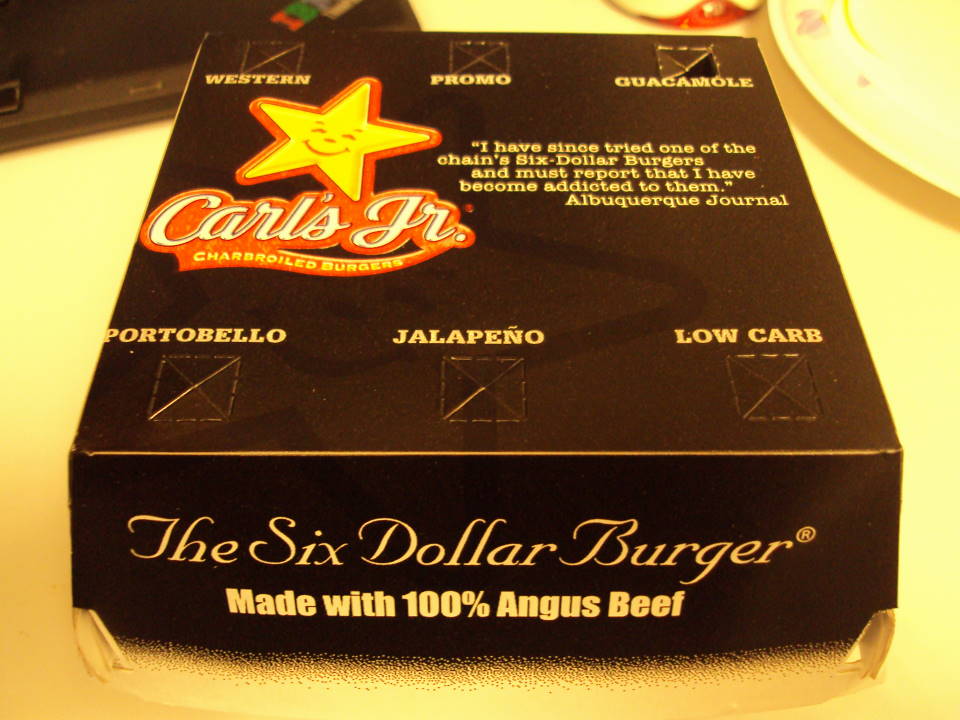 WESTERN PROMO GUACAMOLE
"I have since tried one of the
chain's Six-Dollar Burgers
and must report that I have
become addicted to them."
Albuquerque Journal
Carl's Jr.®
CHARBROILED BURGERS
PORTOBELLO JALAPEÑO LOW CARB
The Six Dollar Burger®
Made with 100% Angus Beef